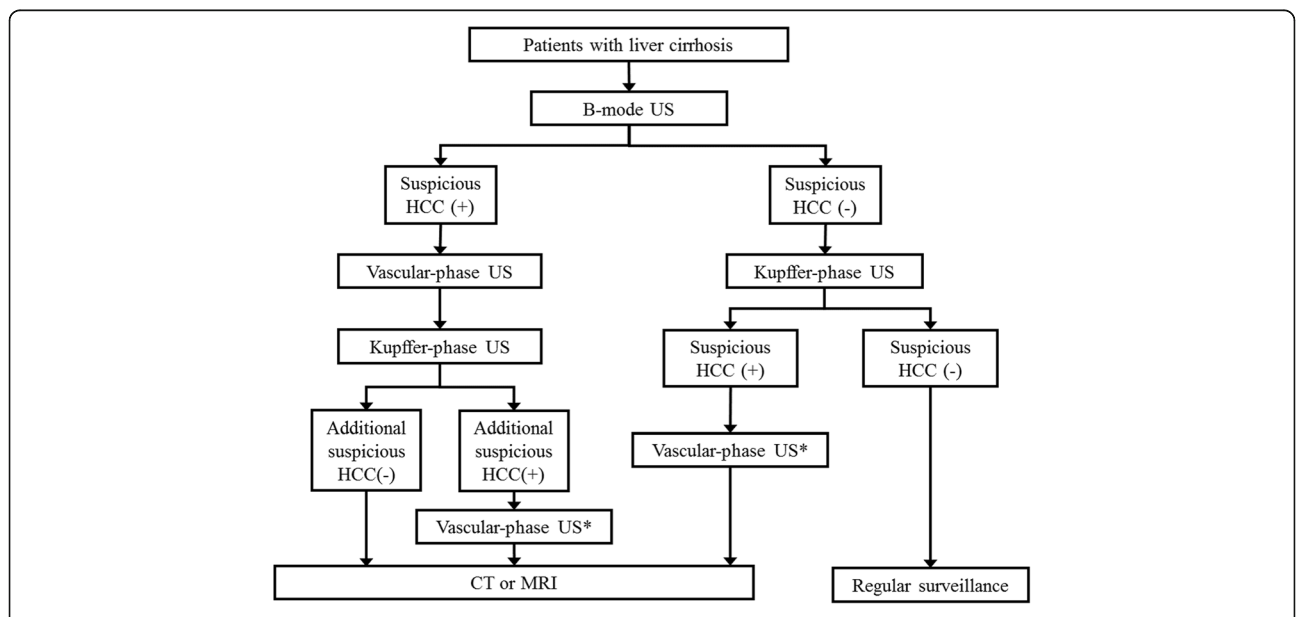 Patients with liver cirrhosis
B-mode US
Suspicious
HCC (+)
Suspicious
HCC (-)
Vascular-phase US
Kupffer-phase US
Kupffer-phase US
Suspicious
HCC (+)
Suspicious
HCC (-)
Additional
suspicious
HCC(-)
Additional
suspicious
HCC(+)
Vascular-phase US*
Vascular-phase US*
CT or MRI
Regular surveillance